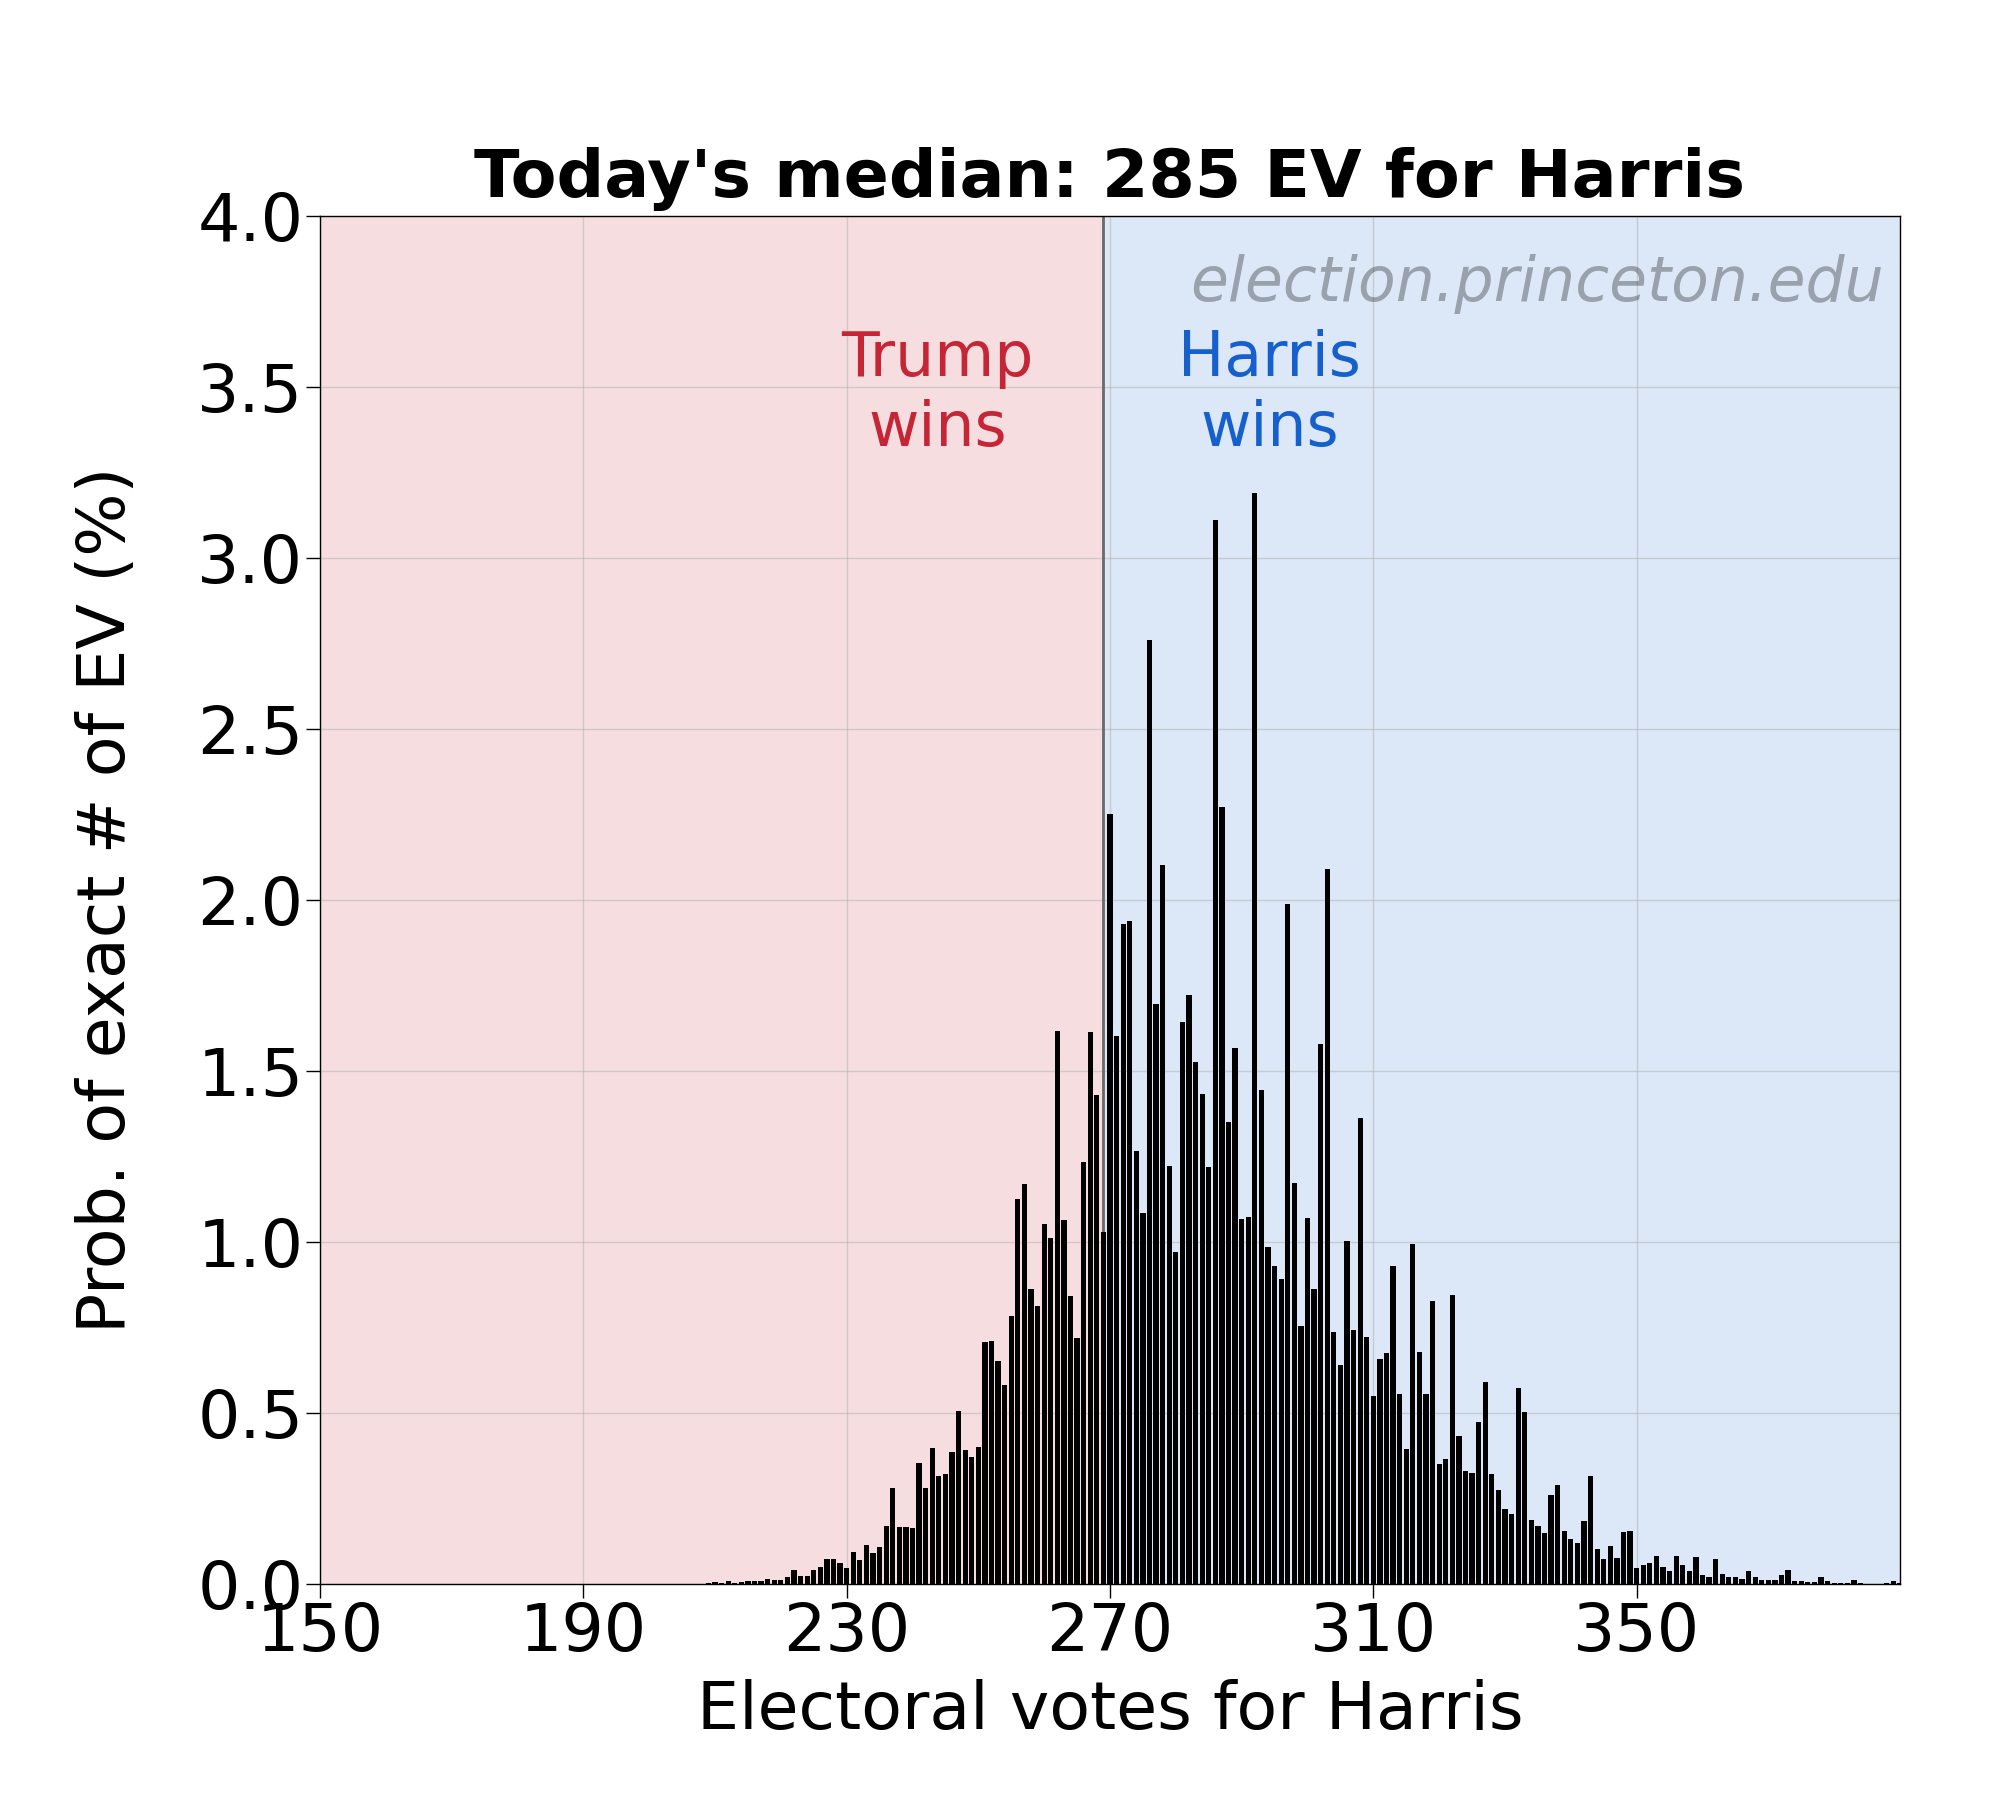 Today's median: 285 EV for Harris
election.princeton.edu
Trump
wins
Harris
wins
Prob. of exact # of EV (%)
4.0
3.5
3.0
2.5
2.0
1.5
1.0
0.5
0.0
150 190 230 270 310 350
Electoral votes for Harris